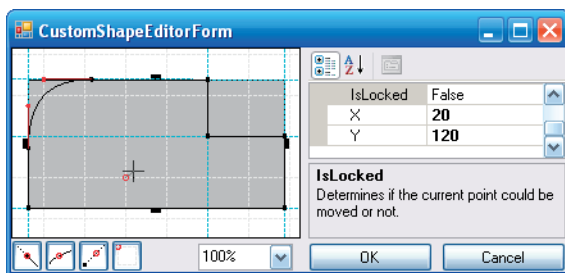 CustomShapeEditorForm
IsLocked False
X 20
Y 120
IsLocked
Determines if the current point could be
moved or not.
100%
OK
Cancel